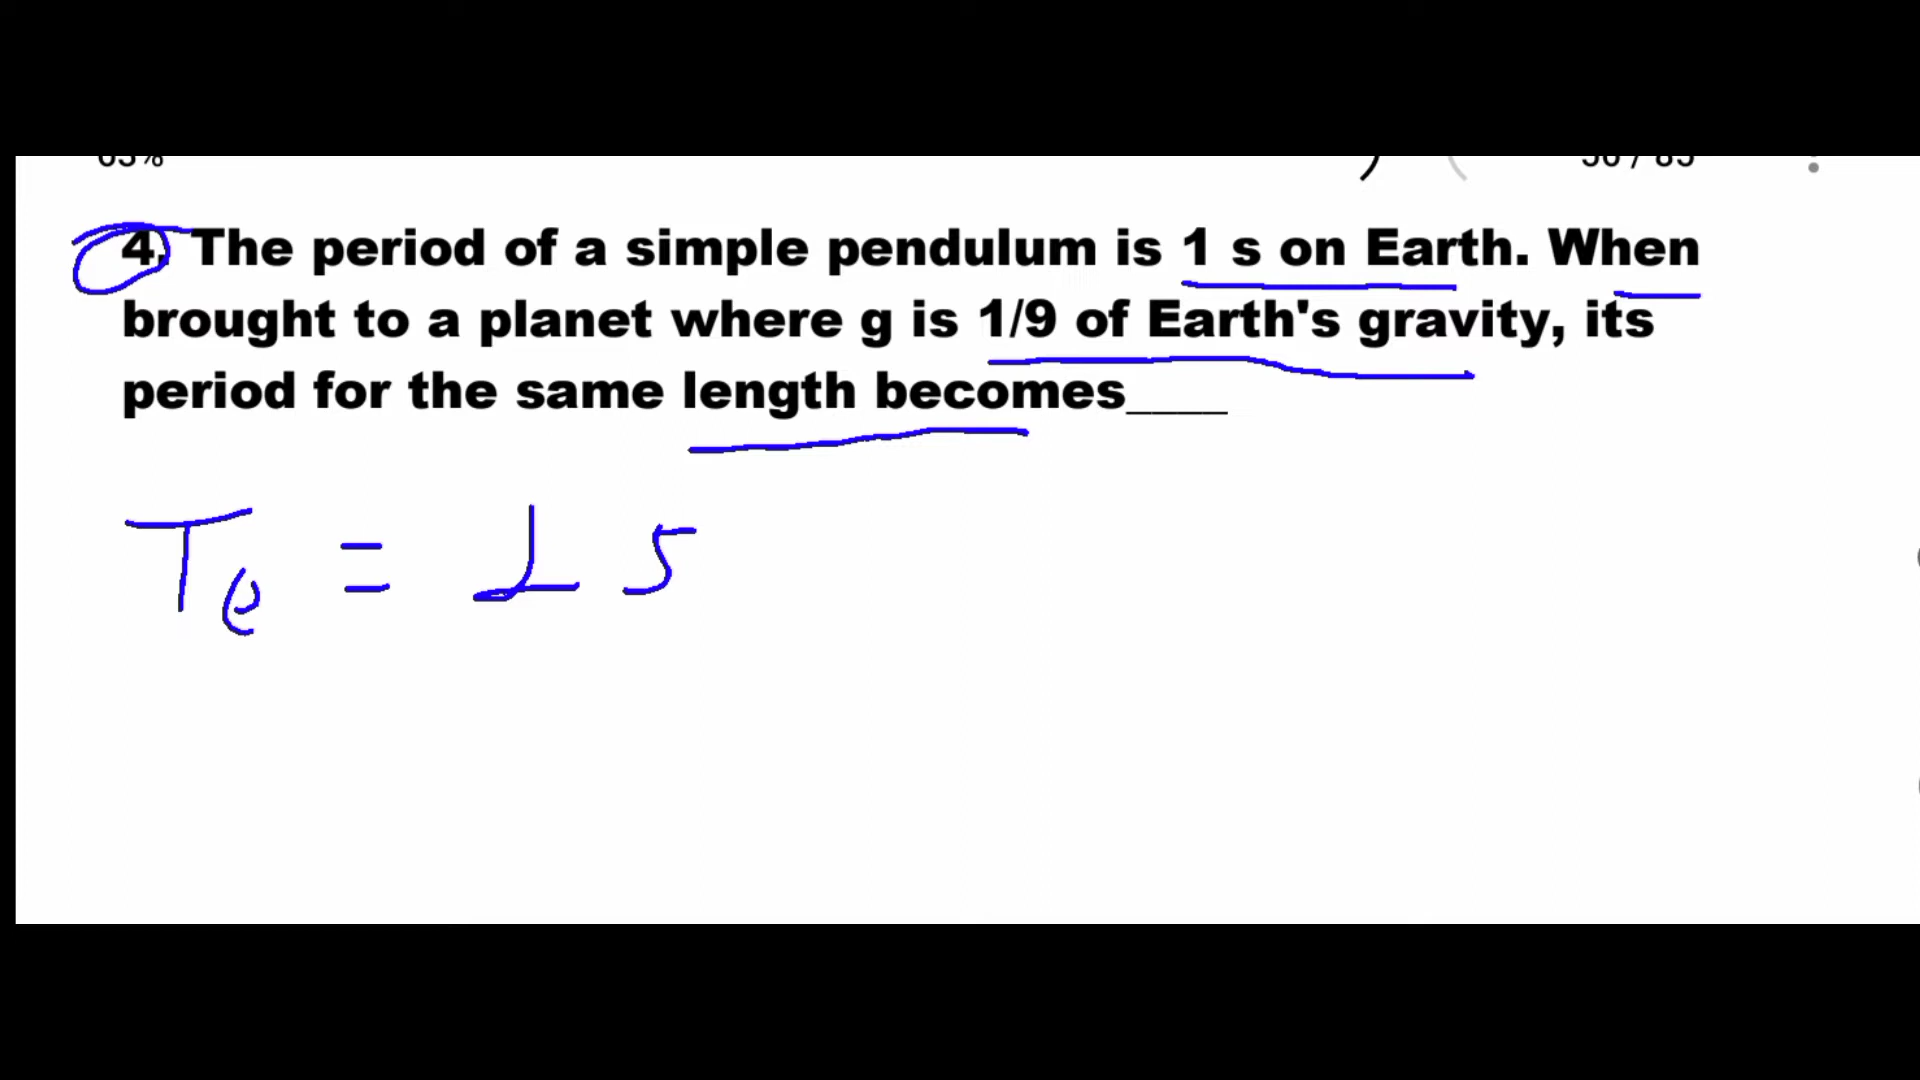 4. The period of a simple pendulum is 1 s on Earth. When
brought to a planet where g is 1/9 of Earth's gravity, its
period for the same length becomes____
Te = 1 s